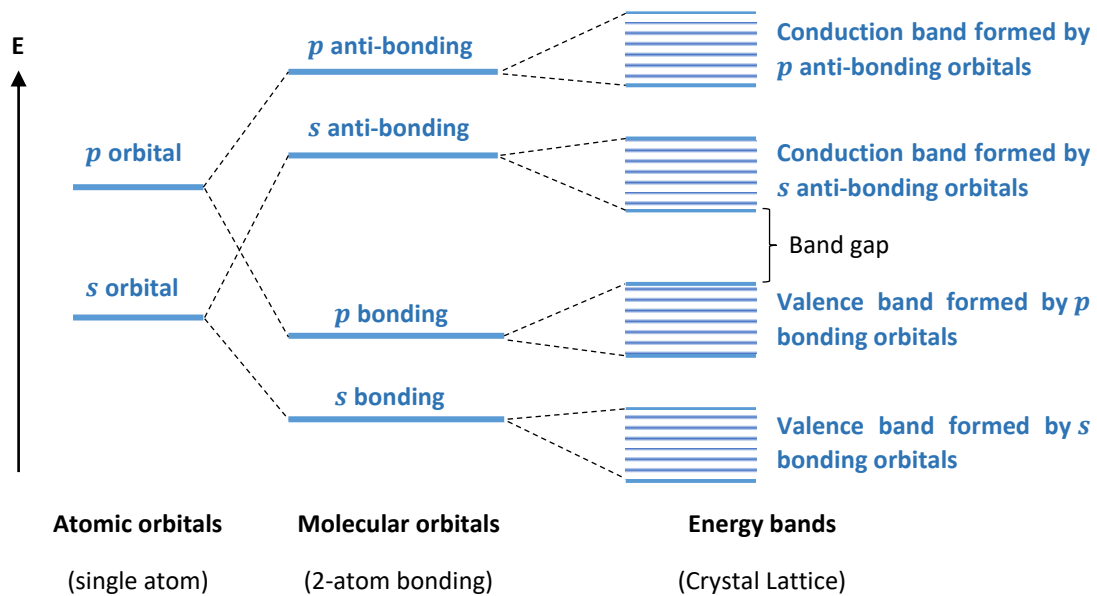 E
p anti-bonding
Conduction band formed by
p anti-bonding orbitals
s anti-bonding
p orbital
Conduction band formed by
s anti-bonding orbitals
Band gap
s orbital
p bonding
Valence band formed by p
bonding orbitals
s bonding
Valence band formed by s
bonding orbitals
Atomic orbitals
Molecular orbitals
Energy bands
(single atom)
(2-atom bonding)
(Crystal Lattice)